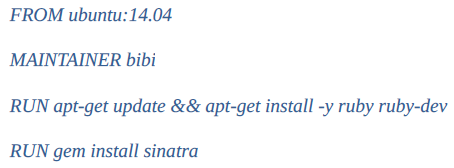 FROM ubuntu:14.04
MAINTAINER bibi
RUN apt-get update && apt-get install -y ruby ruby-dev
RUN gem install sinatra